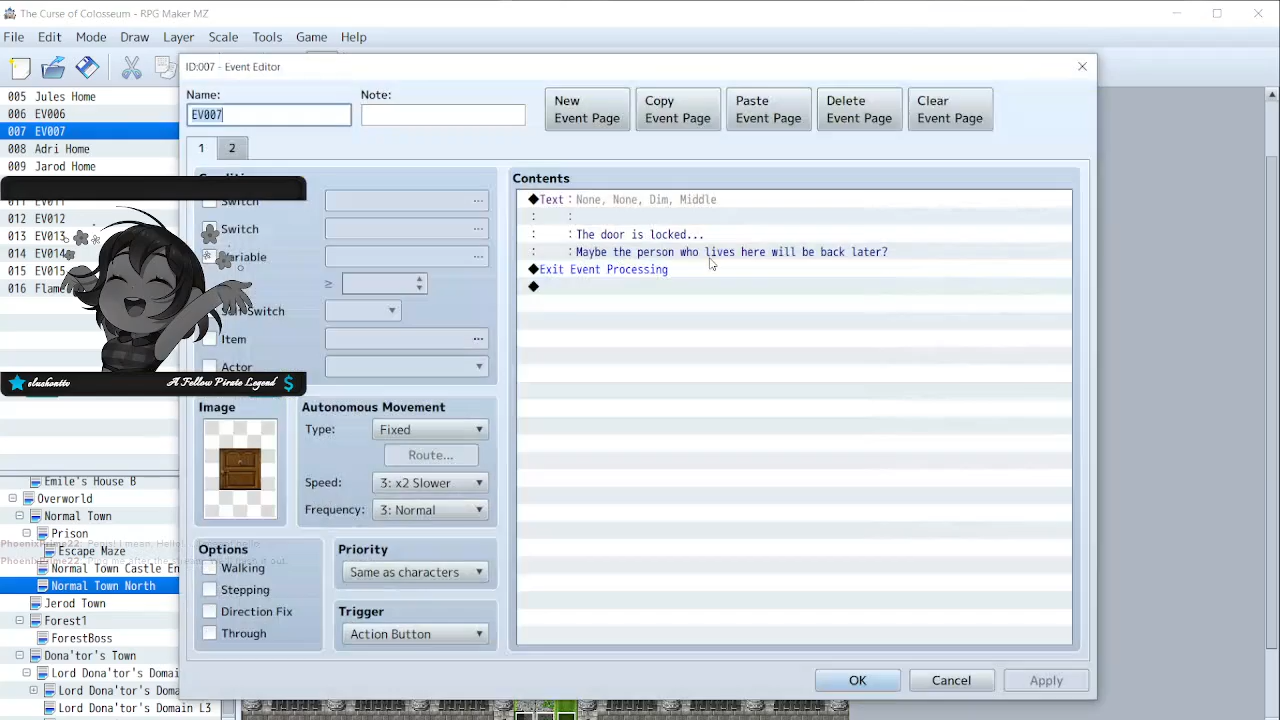 The Curse of Colosseum - RPG Maker MZ
File Edit Mode Draw Layer Scale Tools Game Help
ID:007 - Event Editor
Name:
Note:
EV007
New Event Page
Copy Event Page
Paste Event Page
Delete Event Page
Clear Event Page
1 2
005 Jules Home
006 EV006
007 EV007
008 Adri Home
009 Jarod Home
012 EV012
013 EV013
014 EV014
015 EV015
016 Flame
Switch
Switch
Variable
≥
Self Switch
Item
Actor
elushontv
A Fellow Pirate Legend $
Contents
◆Text : None, None, Dim, Middle
: :
: : The door is locked...
: : Maybe the person who lives here will be back later?
◆Exit Event Processing
◆
Image
Autonomous Movement
Type: Fixed
Route...
Speed: 3: x2 Slower
Frequency: 3: Normal
Options
Walking
Stepping
Direction Fix
Through
Priority
Same as characters
Trigger
Action Button
Emile's House B
Overworld
Normal Town
Prison
Escape Maze
Normal Town Castle En
Normal Town North
Jerod Town
Forest1
ForestBoss
Dona'tor's Town
Lord Dona'tor's Domai
Lord Dona'tor's Doma
Lord Dona'tor's Domain L3
OK Cancel Apply